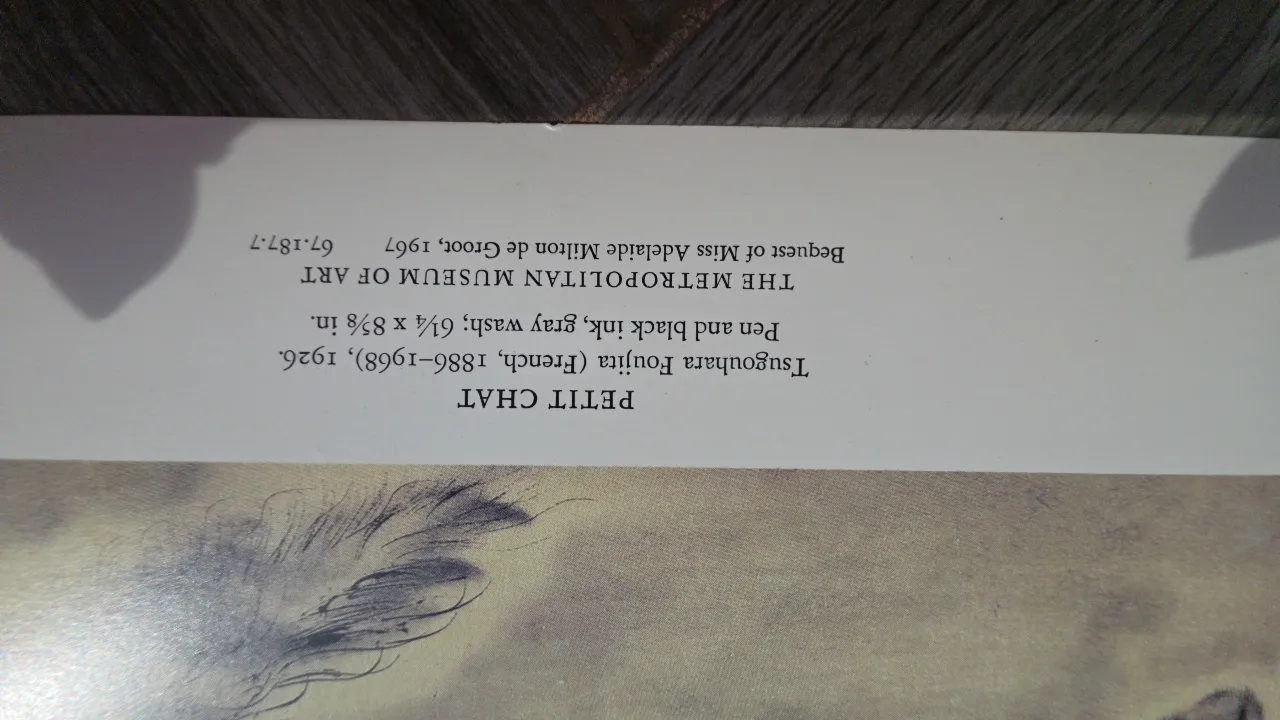 PETIT CHAT
Tsugouhara Foujita (French, 1886–1968), 1926.
Pen and black ink, gray wash; 6¼ x 8⅝ in.
THE METROPOLITAN MUSEUM OF ART
Bequest of Miss Adelaide Milton de Groot, 1967 67.187.7